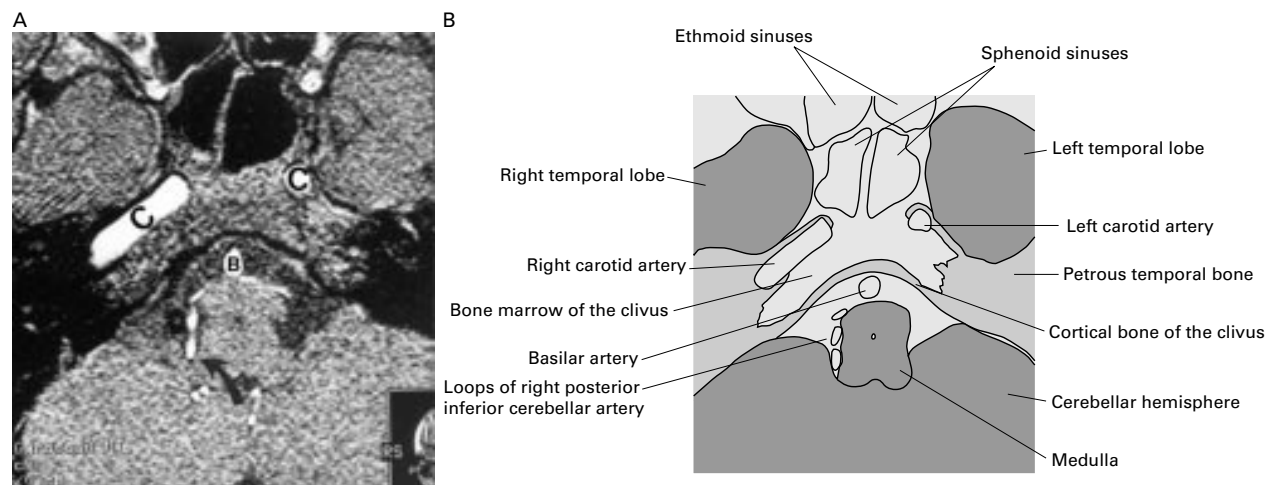 A
B
Ethmoid sinuses
Sphenoid sinuses
Left temporal lobe
Right temporal lobe
C
C
Left carotid artery
Right carotid artery
B
Petrous temporal bone
Bone marrow of the clivus
Cortical bone of the clivus
Basilar artery
Loops of right posterior
inferior cerebellar artery
Cerebellar hemisphere
Medulla